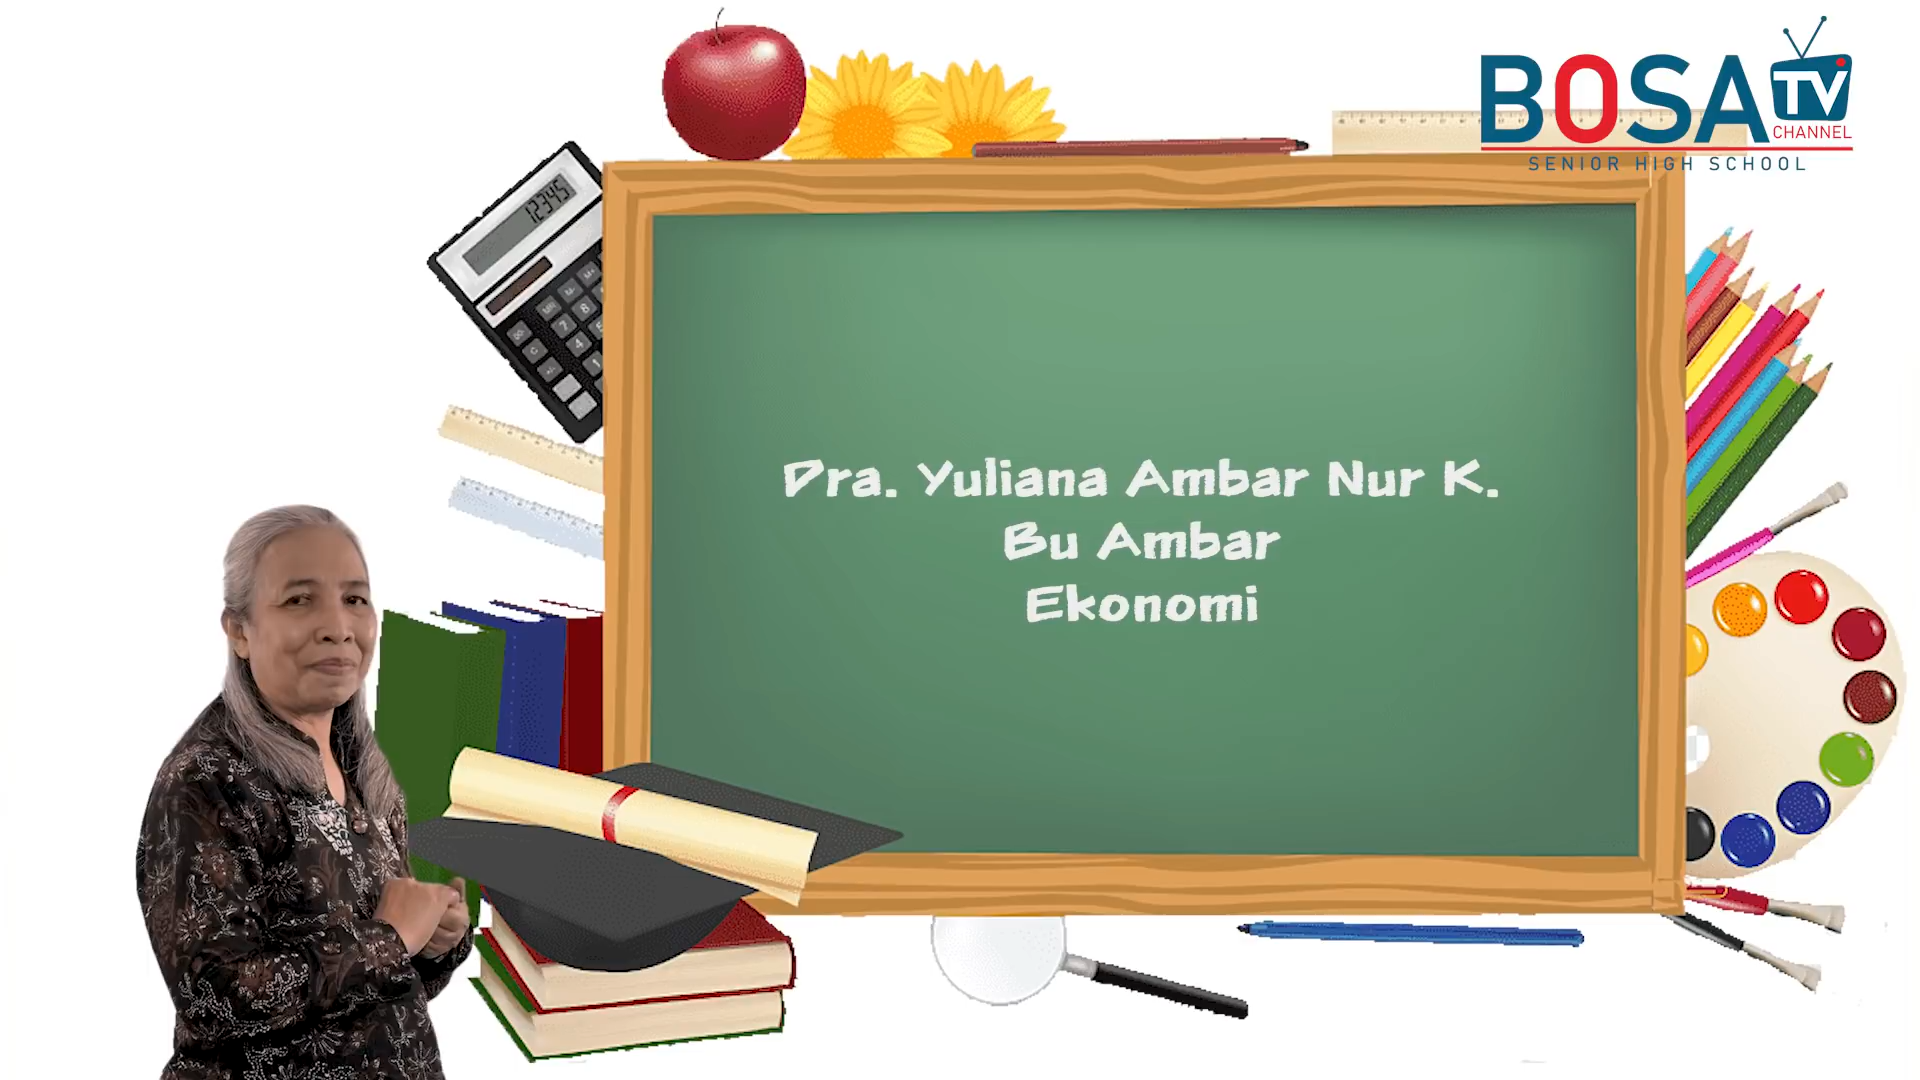 BOSA TV
CHANNEL
SENIOR HIGH SCHOOL
12345
Dra. Yuliana Ambar Nur K.
Bu Ambar
Ekonomi